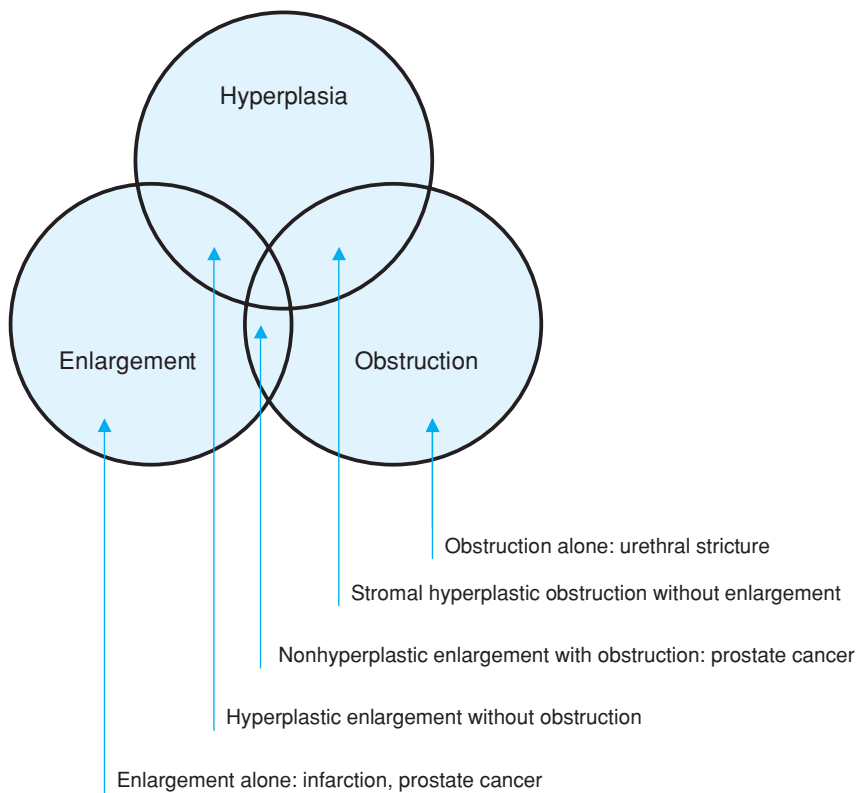 Hyperplasia
Enlargement
Obstruction
Obstruction alone: urethral stricture
Stromal hyperplastic obstruction without enlargement
Nonhyperplastic enlargement with obstruction: prostate cancer
Hyperplastic enlargement without obstruction
Enlargement alone: infarction, prostate cancer